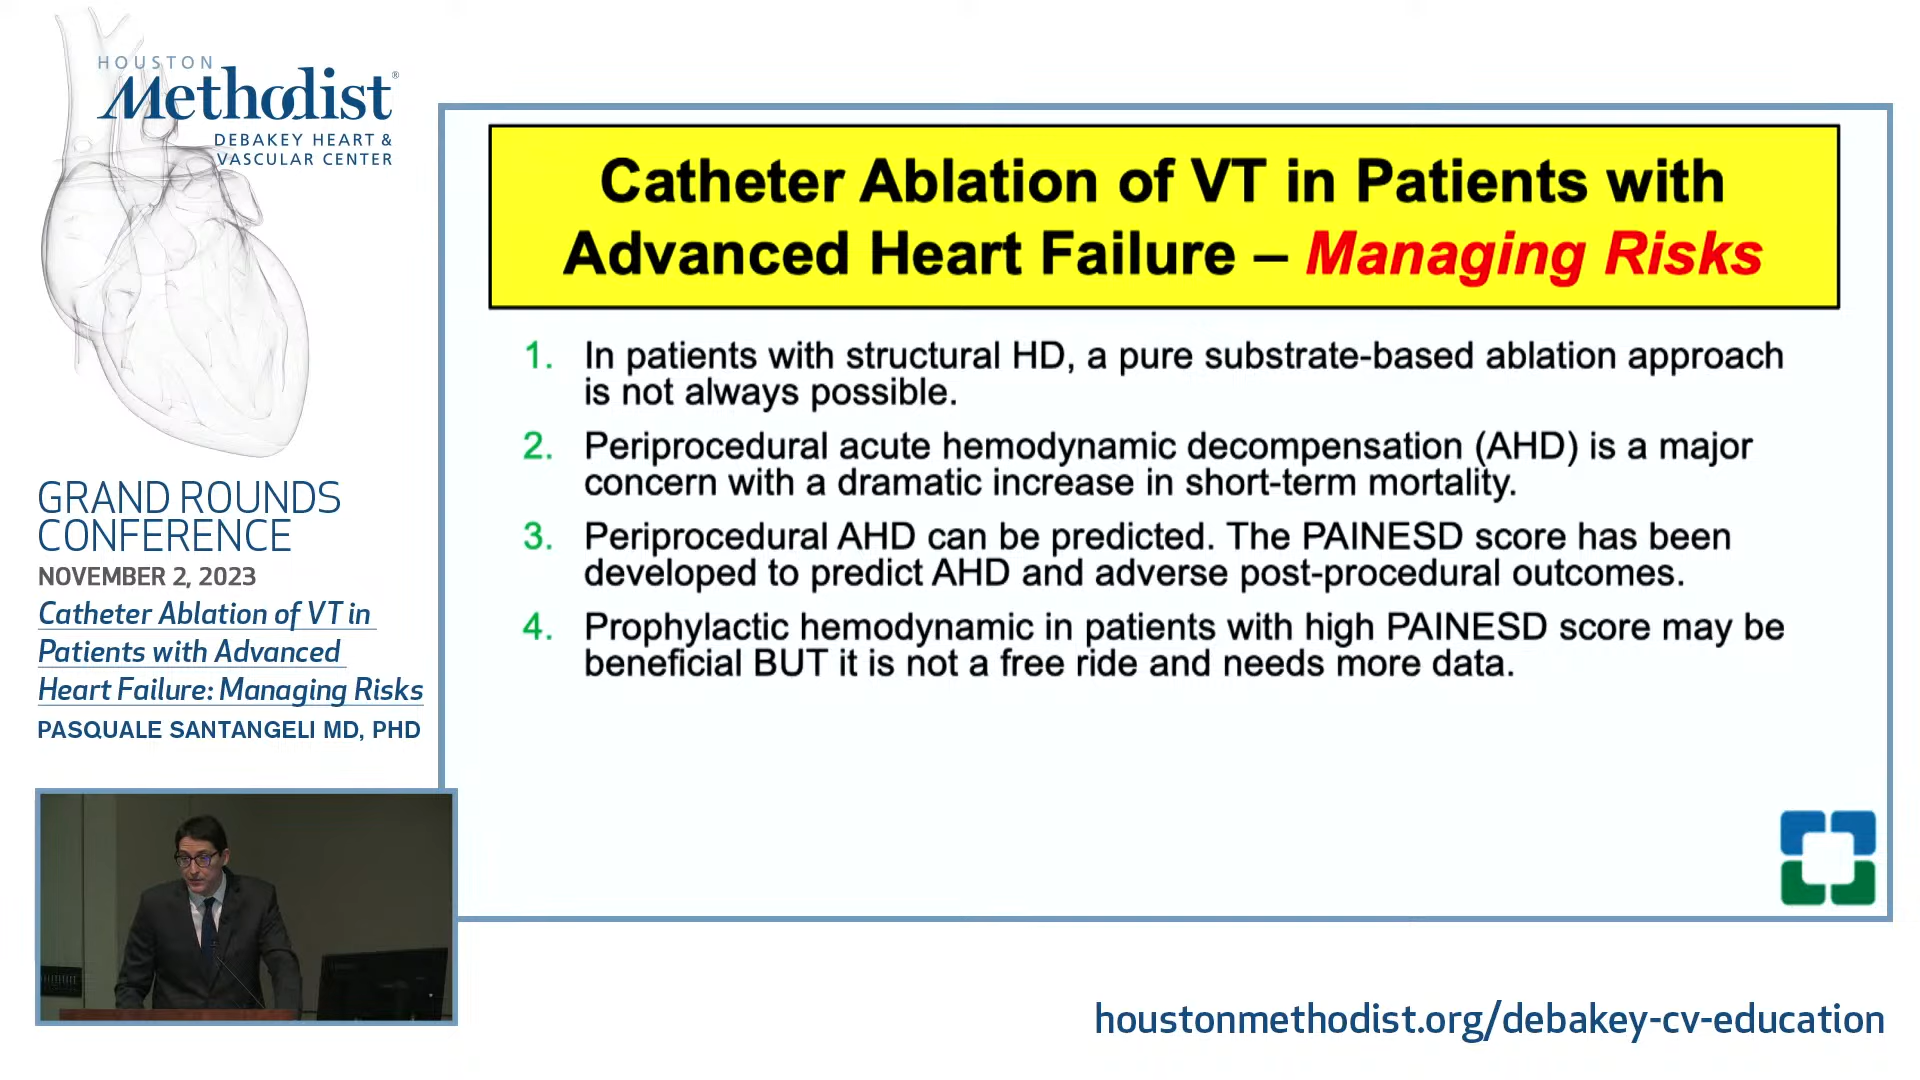 HOUSTON
Methodist®
DEBAKEY HEART &
VASCULAR CENTER
GRAND ROUNDS
CONFERENCE
NOVEMBER 2, 2023
Catheter Ablation of VT in
Patients with Advanced
Heart Failure: Managing Risks
PASQUALE SANTANGELI MD, PHD
Catheter Ablation of VT in Patients with
Advanced Heart Failure – Managing Risks
1. In patients with structural HD, a pure substrate-based ablation approach
is not always possible.
2. Periprocedural acute hemodynamic decompensation (AHD) is a major
concern with a dramatic increase in short-term mortality.
3. Periprocedural AHD can be predicted. The PAINESD score has been
developed to predict AHD and adverse post-procedural outcomes.
4. Prophylactic hemodynamic in patients with high PAINESD score may be
beneficial BUT it is not a free ride and needs more data.
houstonmethodist.org/debakey-cv-education